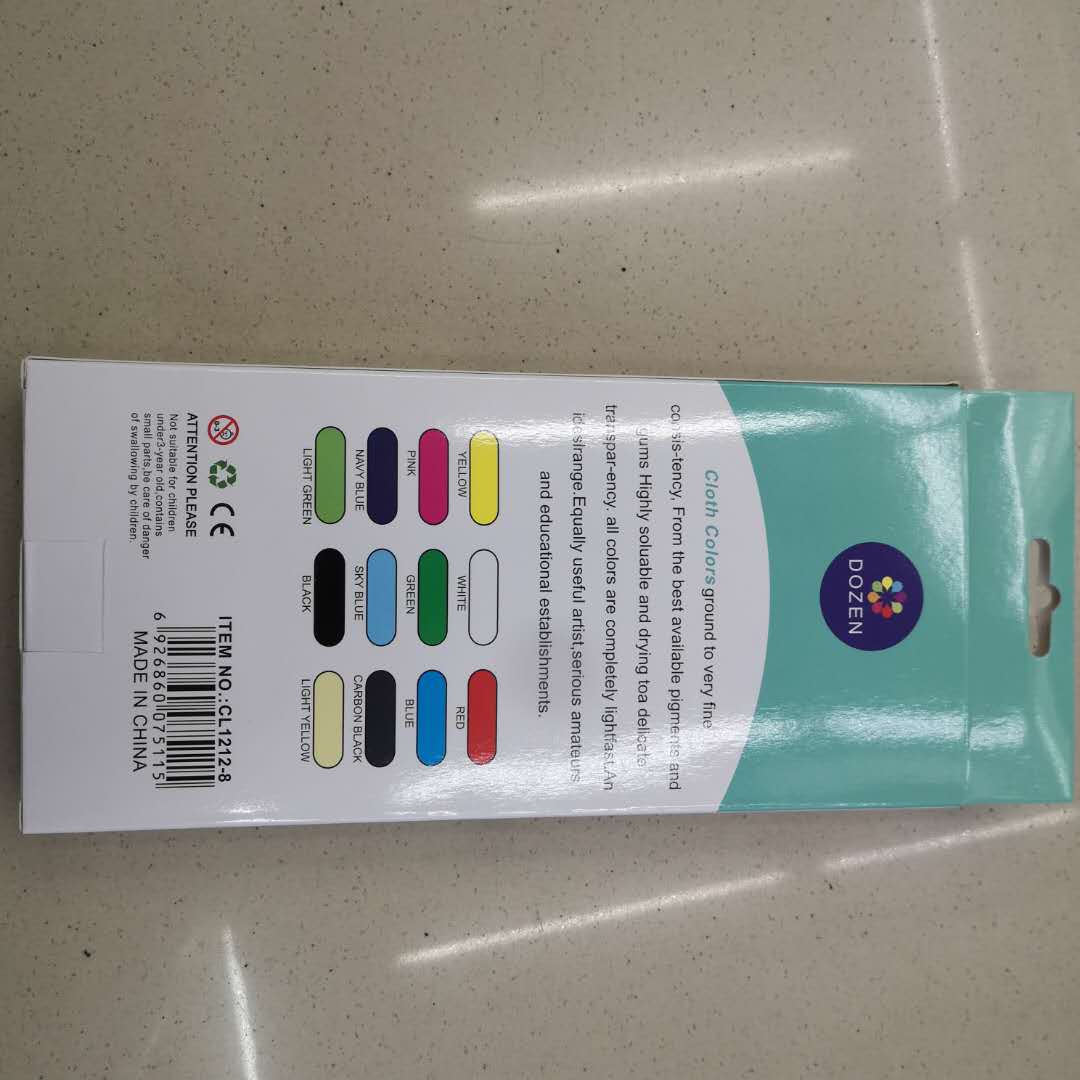 DOZEN
Cloth Colors ground to very fine
consis-tency, From the best available pigments and
gums Highly soluable and drying toa delicate
transpar-ency. all colors are completely lightfast.An
ideslrange.Equally useful artist,serious amateurs
and educational establishments.
YELLOW WHITE RED
PINK GREEN BLUE
NAVY BLUE SKY BLUE CARBON BLACK
LIGHT GREEN BLACK LIGHT YELLOW
0-3 CE
ATTENTION PLEASE
Not suitable for children
under3-year old,contains
small parts,be care of danger
of swallowing by children.
ITEM NO.:CL1212-8
6 926860 075115
MADE IN CHINA